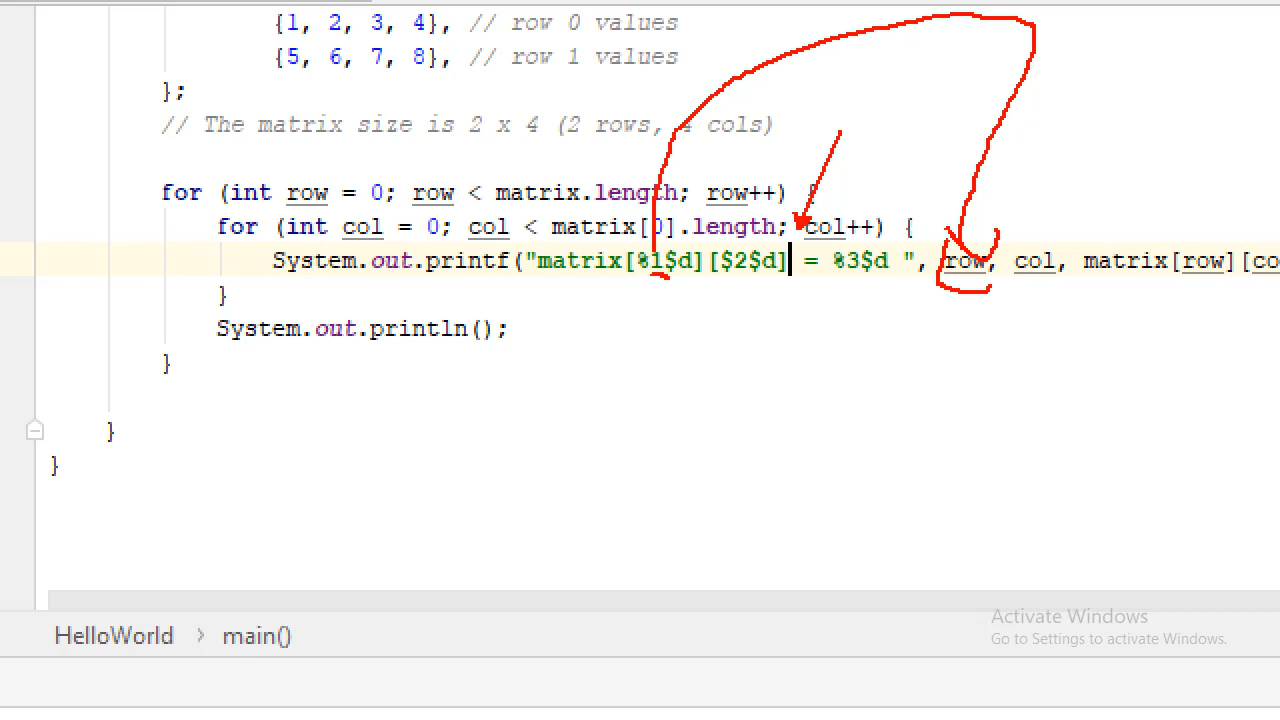 {1, 2, 3, 4}, // row 0 values
{5, 6, 7, 8}, // row 1 values
};
// The matrix size is 2 x 4 (2 rows, 4 cols)
for (int row = 0; row < matrix.length; row++) {
for (int col = 0; col < matrix[0].length; col++) {
System.out.printf("matrix[%1$d][$2$d] = %3$d ", row, col, matrix[row][co
}
System.out.println();
}
}
}
HelloWorld > main()
Activate Windows
Go to Settings to activate Windows.